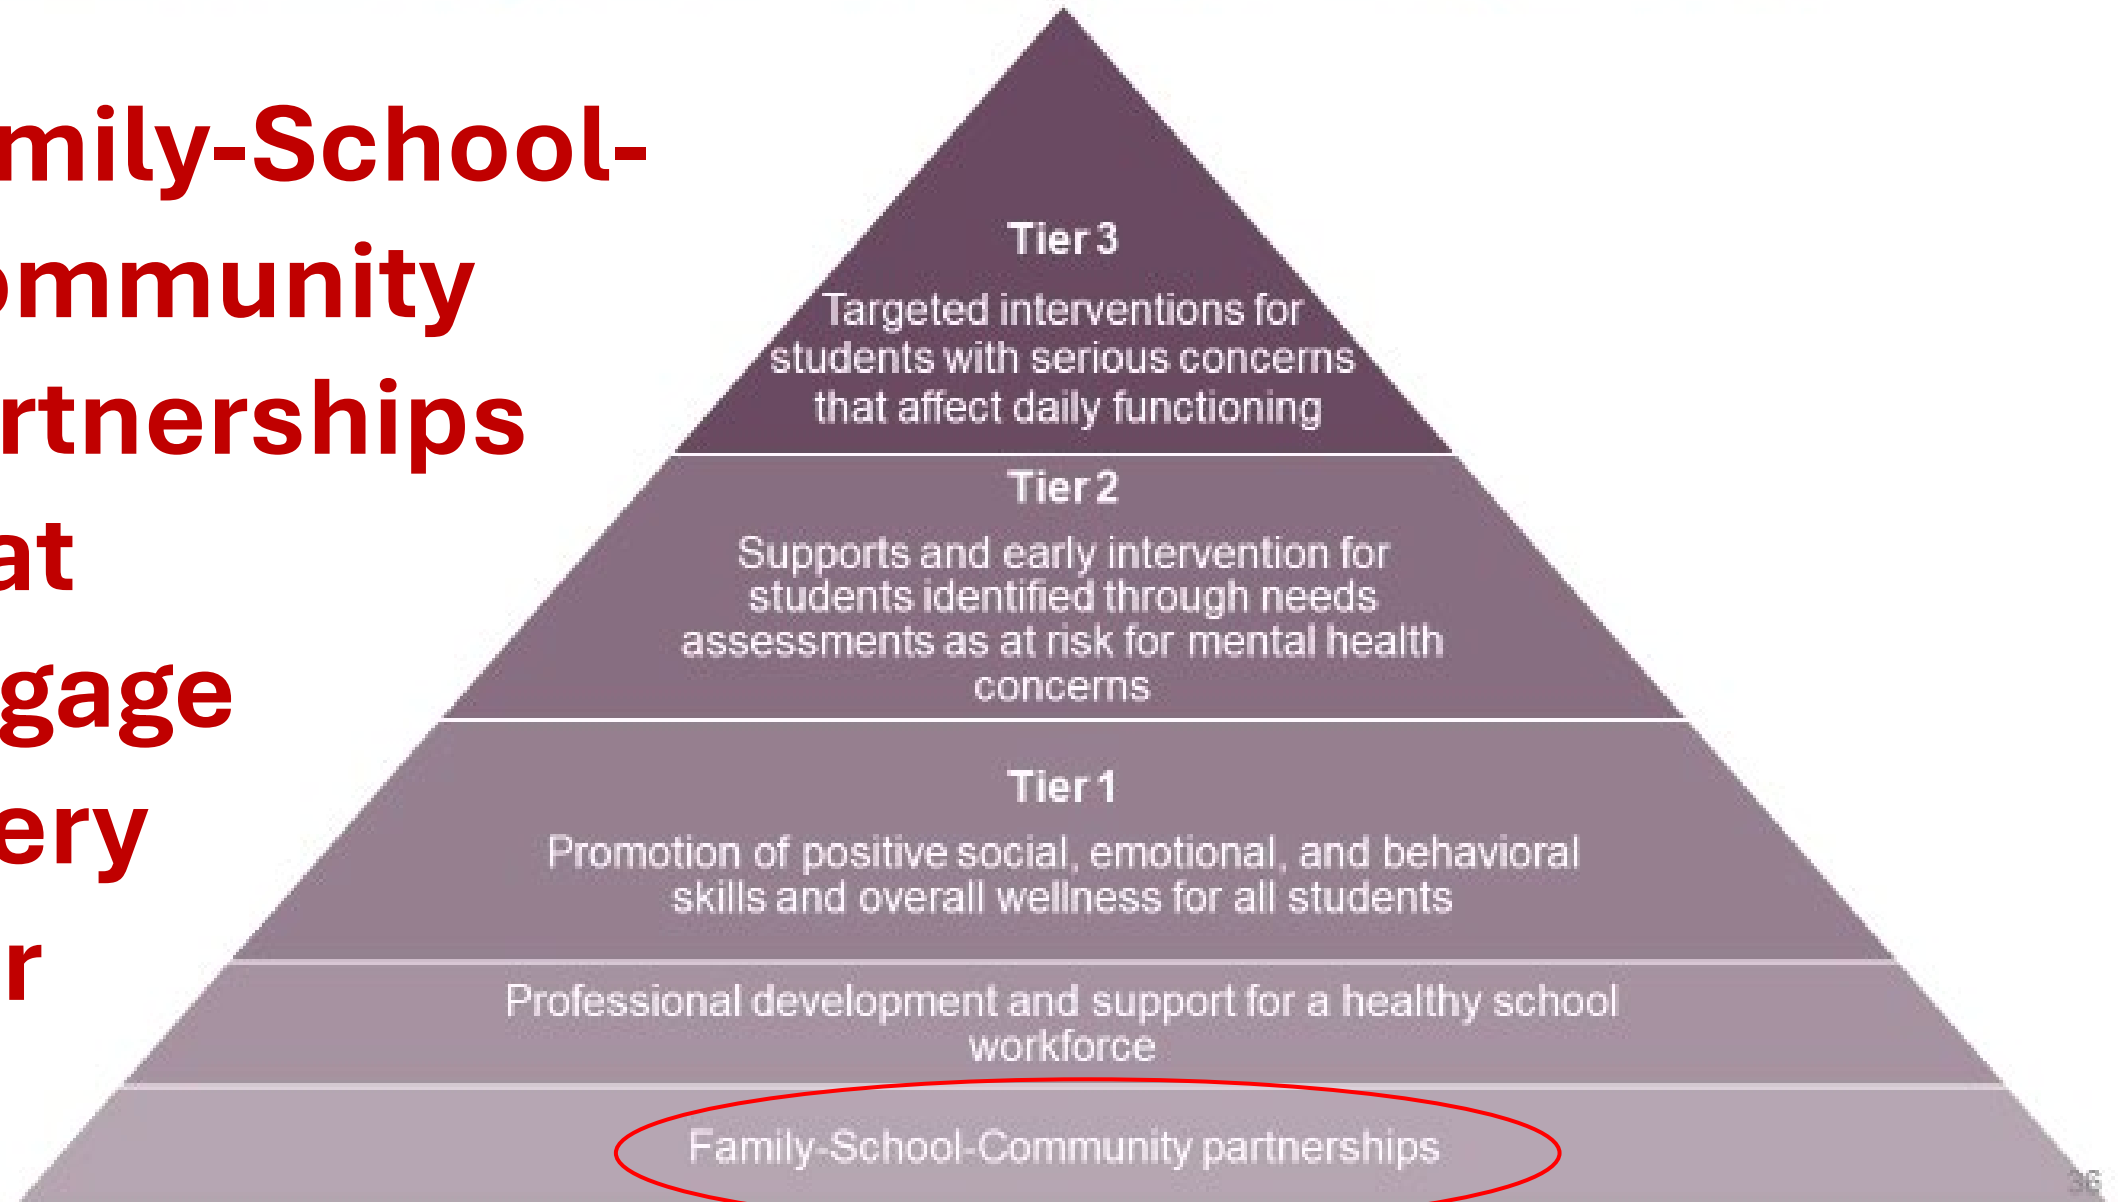 mily-School-
ommunity
rtnerships
at
gage
ery
r
Tier 3
Targeted interventions for
students with serious concerns
that affect daily functioning
Tier 2
Supports and early intervention for
students identified through needs
assessments as at risk for mental health
concerns
Tier 1
Promotion of positive social, emotional, and behavioral
skills and overall wellness for all students
Professional development and support for a healthy school
workforce
Family-School-Community partnerships
36